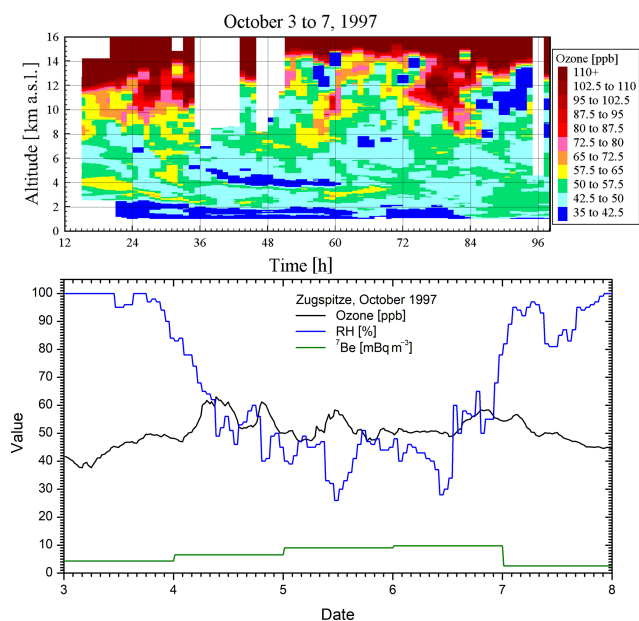 October 3 to 7, 1997
Altitude [ km a.s.l.]
16
14
12
10
8
6
4
2
0
12 24 36 48 60 72 84 96
Time [h]
Ozone [ppb]
110+
102.5 to 110
95 to 102.5
87.5 to 95
80 to 87.5
72.5 to 80
65 to 72.5
57.5 to 65
50 to 57.5
42.5 to 50
35 to 42.5
Value
100
90
80
70
60
50
40
30
20
10
0
Zugspitze, October 1997
Ozone [ppb]
RH [%]
⁷Be [mBq m⁻³]
3 4 5 6 7 8
Date